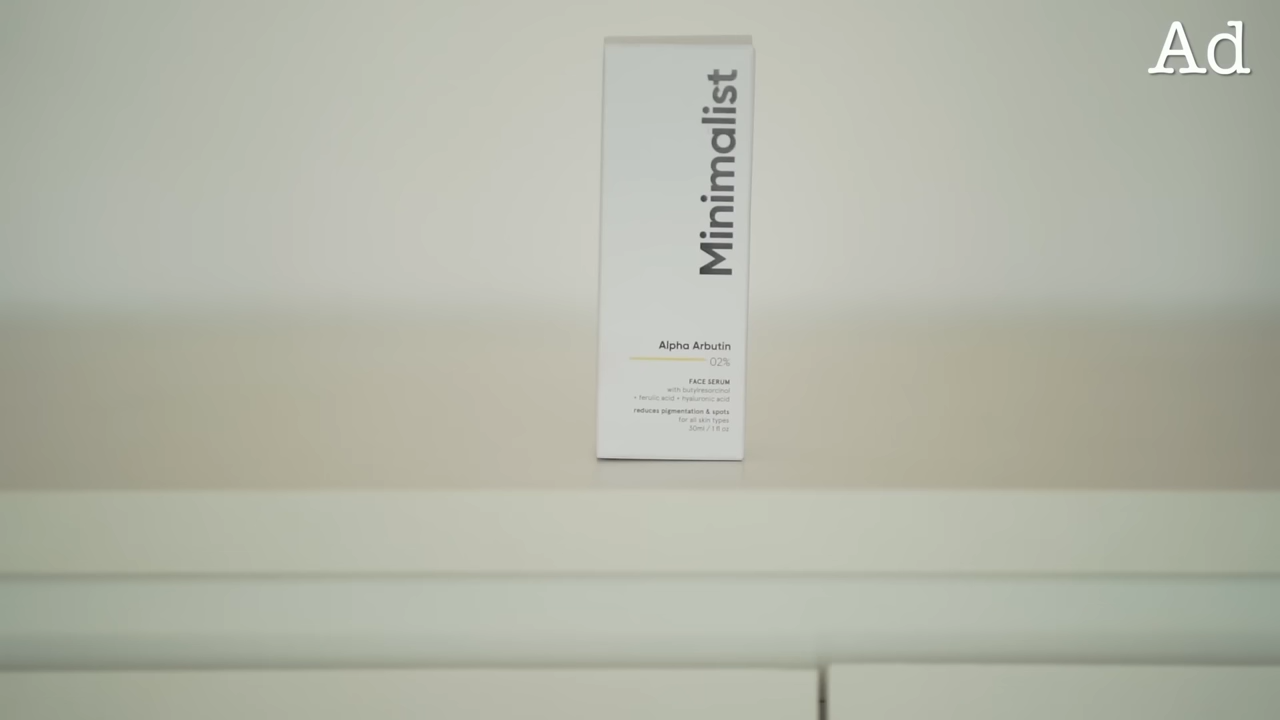 Ad
Minimalist
Alpha Arbutin
02%
FACE SERUM
with butylresorcinol
+ ferulic acid + hyaluronic acid
reduces pigmentation & spots
for all skin types
30ml / 1 fl oz